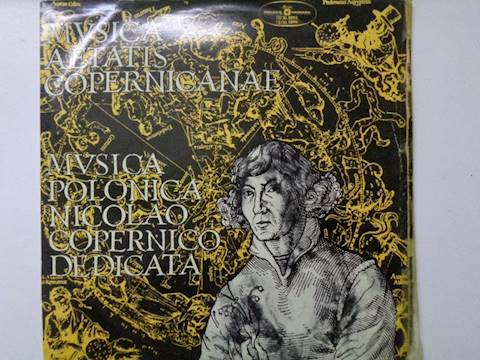 MVSICA
AETATIS
COPERNICANAE
MVSICA
POLONICA
NICOLAO
COPERNICO
DEDICATA